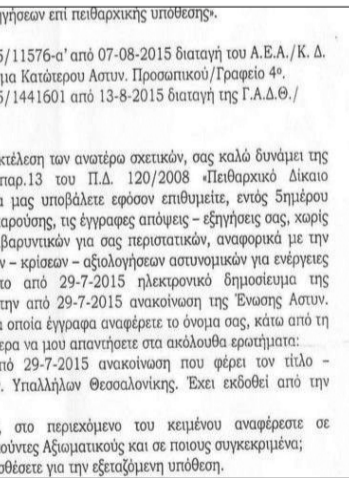 ηγήσεων επί πειθαρχικής υπόθεσης».
5/11576-α' από 07-08-2015 διαταγή του Α.Ε.Α./Κ. Δ.
μα Κατώτερου Αστυν. Προσωπικού/Γραφείο 4º.
5/1441601 από 13-8-2015 διαταγή της Γ.Α.Δ.Θ./
κτέλεση των ανωτέρω σχετικών, σας καλώ δυνάμει της
παρ.13 του Π.Δ. 120/2008 «Πειθαρχικό Δίκαιο
α μας υποβάλετε εφόσον επιθυμείτε, εντός 5ημέρου
αρούσης, τις έγγραφες απόψεις – εξηγήσεις σας, χωρίς
βαρυντικών για σας περιστατικών, αναφορικά με την
ν – κρίσεων – αξιολογήσεων αστυνομικών για ενέργειες
το από 29-7-2015 ηλεκτρονικό δημοσίευμα της
την από 29-7-2015 ανακοίνωση της Ένωσης Αστυν.
α οποία έγγραφα αναφέρετε το όνομα σας, κάτω από τη
ερα να μου απαντήσετε στα ακόλουθα ερωτήματα:
πό 29-7-2015 ανακοίνωση που φέρει τον τίτλο –
. Υπαλλήλων Θεσσαλονίκης. Έχει εκδοθεί από την
, στο περιεχόμενο του κειμένου αναφέρεστε σε
ούντες Αξιωματικούς και σε ποιους συγκεκριμένα;
σθέσετε για την εξεταζόμενη υπόθεση.